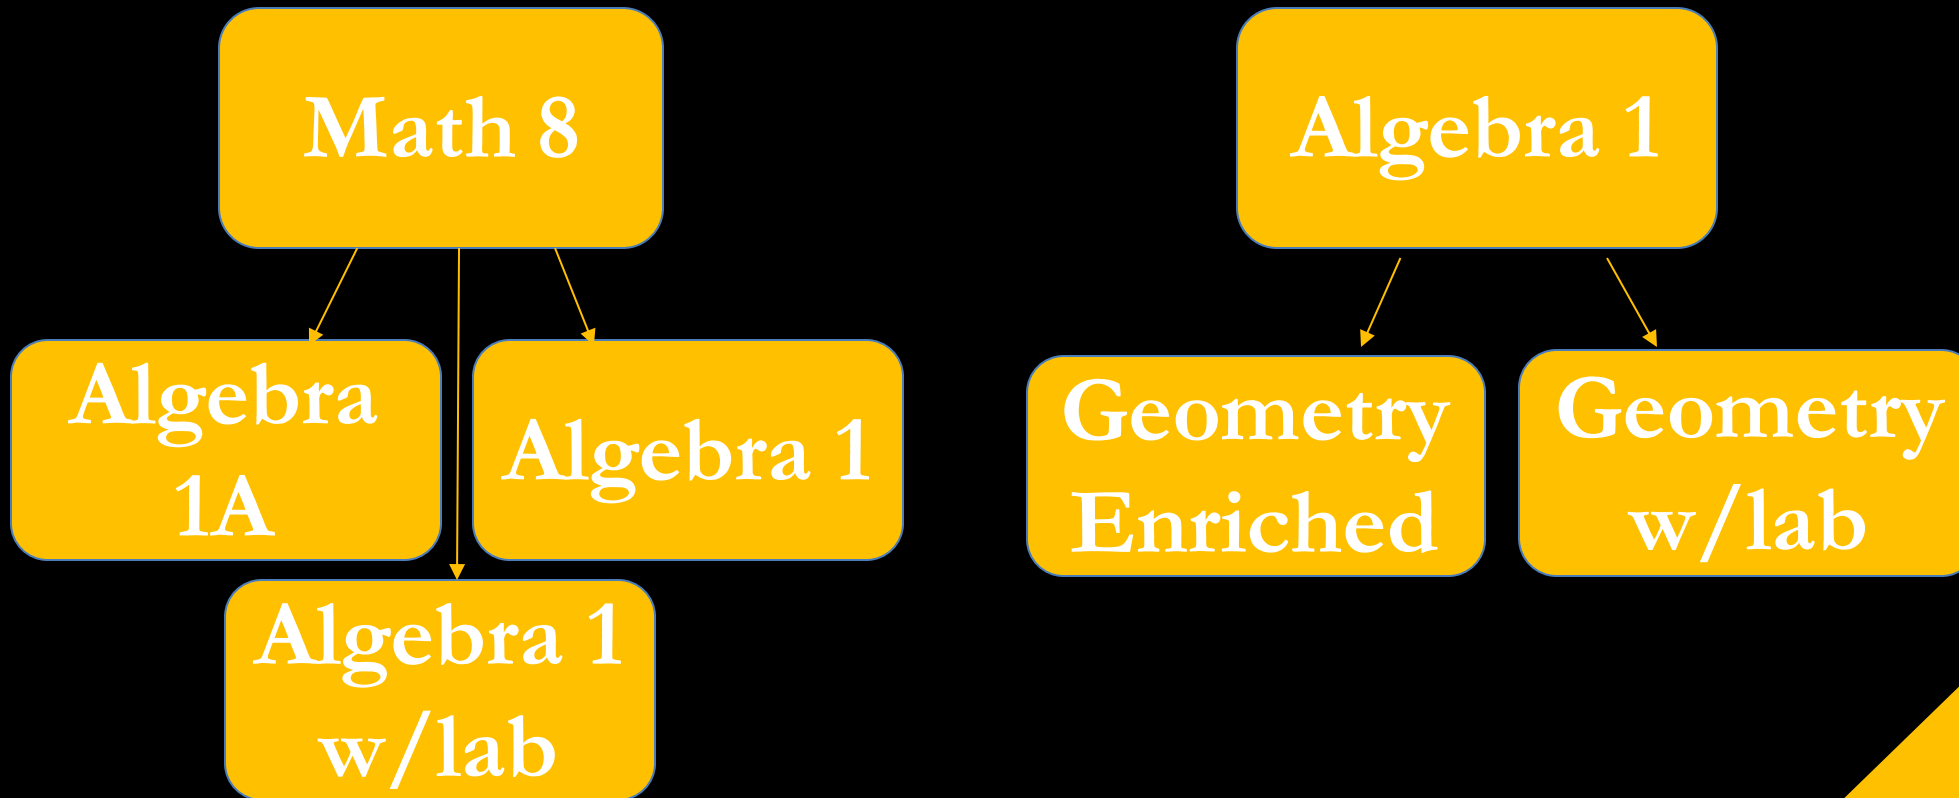 Math 8
Algebra 1
Algebra
1A
Algebra 1
Geometry
Enriched
Geometry
w/lab
Algebra 1
w/lab